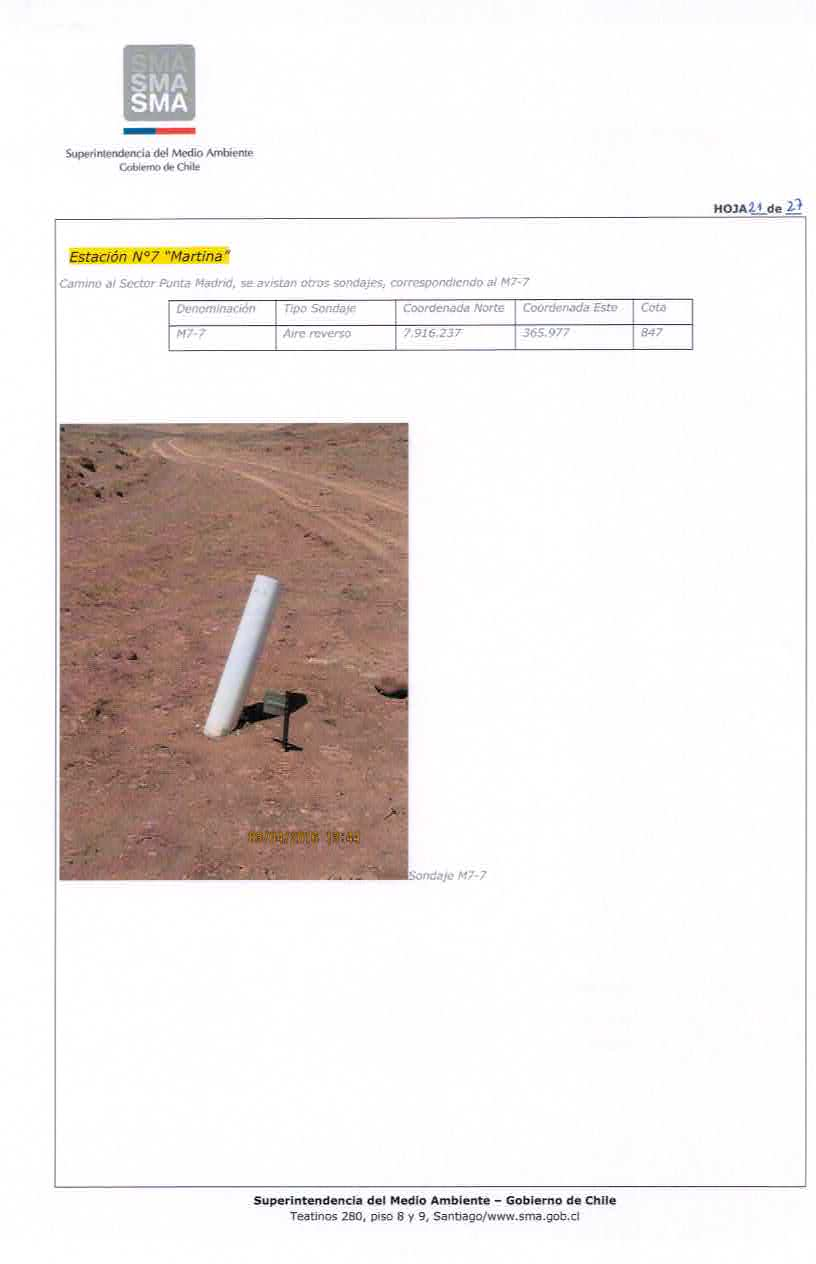 SMA
SMA
SMA
Superintendencia del Medio Ambiente
Gobierno de Chile
HOJA 21 de 27
Estación N°7 "Martina"
Camino al Sector Punta Madrid, se avistan otros sondajes, correspondiendo al M7-7
Denominación Tipo Sondaje Coordenada Norte Coordenada Este Cota
M7-7 Aire reverso 7.916.237 365.977 847
Sondaje M7-7
Superintendencia del Medio Ambiente – Gobierno de Chile
Teatinos 280, piso 8 y 9, Santiago/www.sma.gob.cl